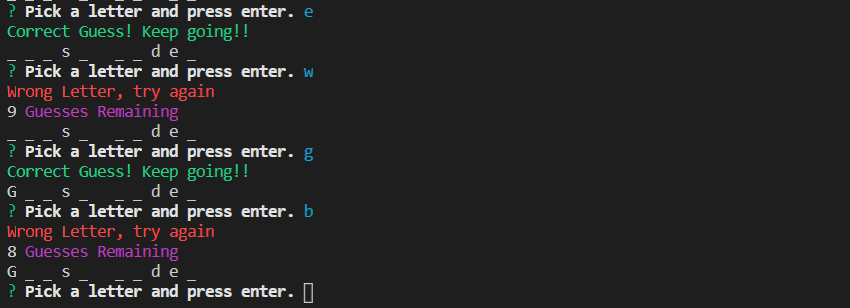 ? Pick a letter and press enter. e
Correct Guess! Keep going!!
_ _ _ s _   _ _ d e _
? Pick a letter and press enter. w
Wrong Letter, try again
9 Guesses Remaining
_ _ _ s _   _ _ d e _
? Pick a letter and press enter. g
Correct Guess! Keep going!!
G _ _ s _   _ _ d e _
? Pick a letter and press enter. b
Wrong Letter, try again
8 Guesses Remaining
G _ _ s _   _ _ d e _
? Pick a letter and press enter.